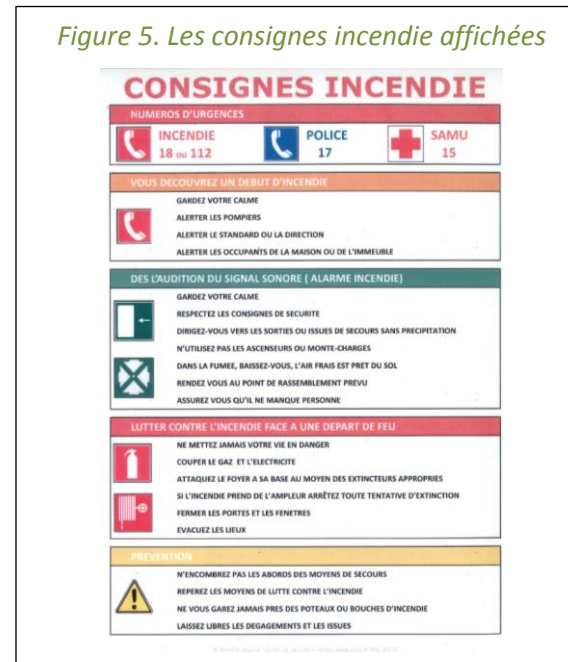 Figure 5. Les consignes incendie affichées
CONSIGNES INCENDIE
NUMEROS D'URGENCES
INCENDIE
18 ou 112
POLICE
17
SAMU
15
VOUS DECOUVREZ UN DEBUT D'INCENDIE
GARDEZ VOTRE CALME
ALERTER LES POMPIERS
ALERTER LE STANDARD OU LA DIRECTION
ALERTER LES OCCUPANTS DE LA MAISON OU DE L'IMMEUBLE
DES L'AUDITION DU SIGNAL SONORE ( ALARME INCENDIE)
GARDEZ VOTRE CALME
RESPECTEZ LES CONSIGNES DE SECURITE
DIRIGEZ-VOUS VERS LES SORTIES OU ISSUES DE SECOURS SANS PRECIPITATION
N'UTILISEZ PAS LES ASCENSEURS OU MONTE-CHARGES
DANS LA FUMEE, BAISSEZ-VOUS, L'AIR FRAIS EST PRET DU SOL
RENDEZ VOUS AU POINT DE RASSEMBLEMENT PREVU
ASSUREZ VOUS QU'IL NE MANQUE PERSONNE
LUTTER CONTRE L'INCENDIE FACE A UNE DEPART DE FEU
NE METTEZ JAMAIS VOTRE VIE EN DANGER
COUPER LE GAZ ET L'ELECTRICITE
ATTAQUEZ LE FOYER A SA BASE AU MOYEN DES EXTINCTEURS APPROPRIES
SI L'INCENDIE PREND DE L'AMPLEUR ARRÊTEZ TOUTE TENTATIVE D'EXTINCTION
FERMER LES PORTES ET LES FENETRES
EVACUEZ LES LIEUX
PREVENTION
N'ENCOMBREZ PAS LES ABORDS DES MOYENS DE SECOURS
REPEREZ LES MOYENS DE LUTTE CONTRE L'INCENDIE
NE VOUS GAREZ JAMAIS PRES DES POTEAUX OU BOUCHES D'INCENDIE
LAISSEZ LIBRES LES DEGAGEMENTS ET LES ISSUES